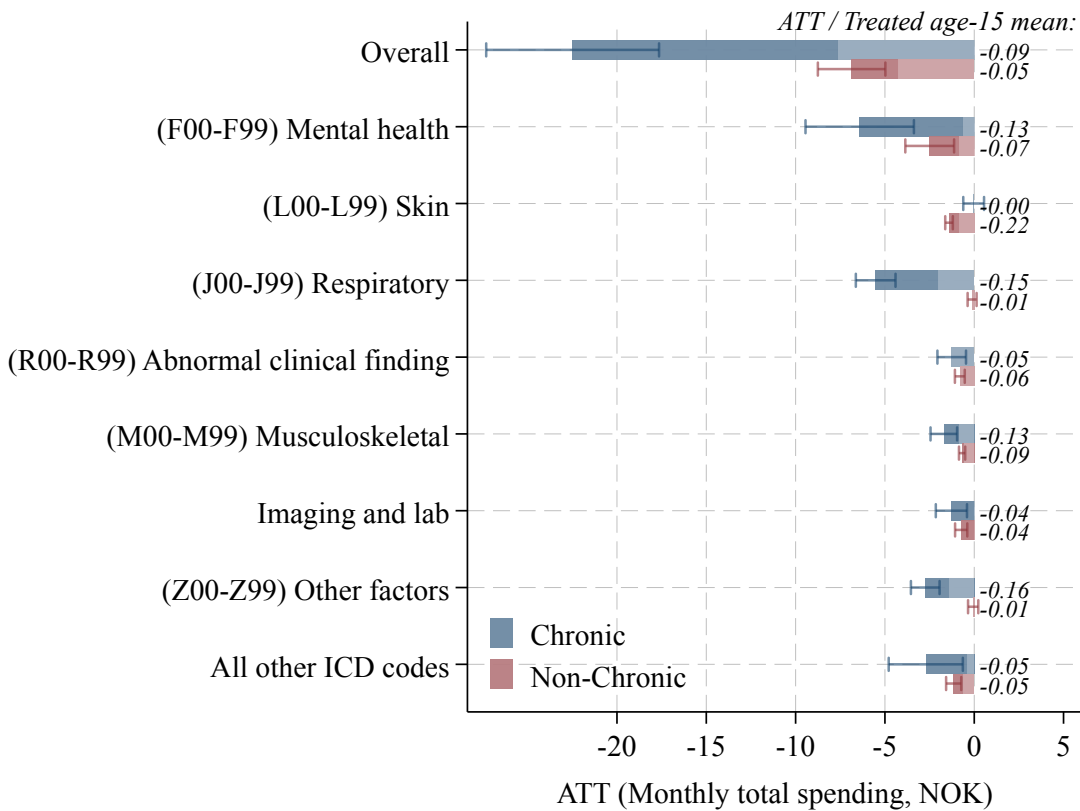 ATT / Treated age-15 mean:
Overall
-0.09
-0.05
(F00-F99) Mental health
-0.13
-0.07
(L00-L99) Skin
-0.00
-0.22
(J00-J99) Respiratory
-0.15
-0.01
(R00-R99) Abnormal clinical finding
-0.05
-0.06
(M00-M99) Musculoskeletal
-0.13
-0.09
Imaging and lab
-0.04
-0.04
(Z00-Z99) Other factors
-0.16
-0.01
Chronic
Non-Chronic
All other ICD codes
-0.05
-0.05
-20 -15 -10 -5 0 5
ATT (Monthly total spending, NOK)